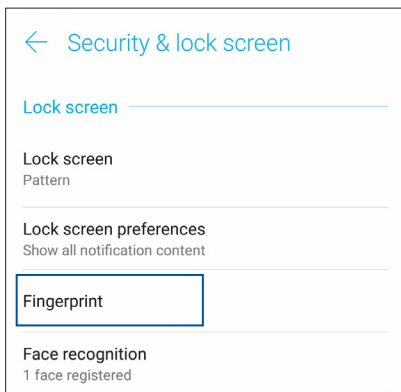 Security & lock screen
Lock screen
Lock screen
Pattern
Lock screen preferences
Show all notification content
Fingerprint
Face recognition
1 face registered